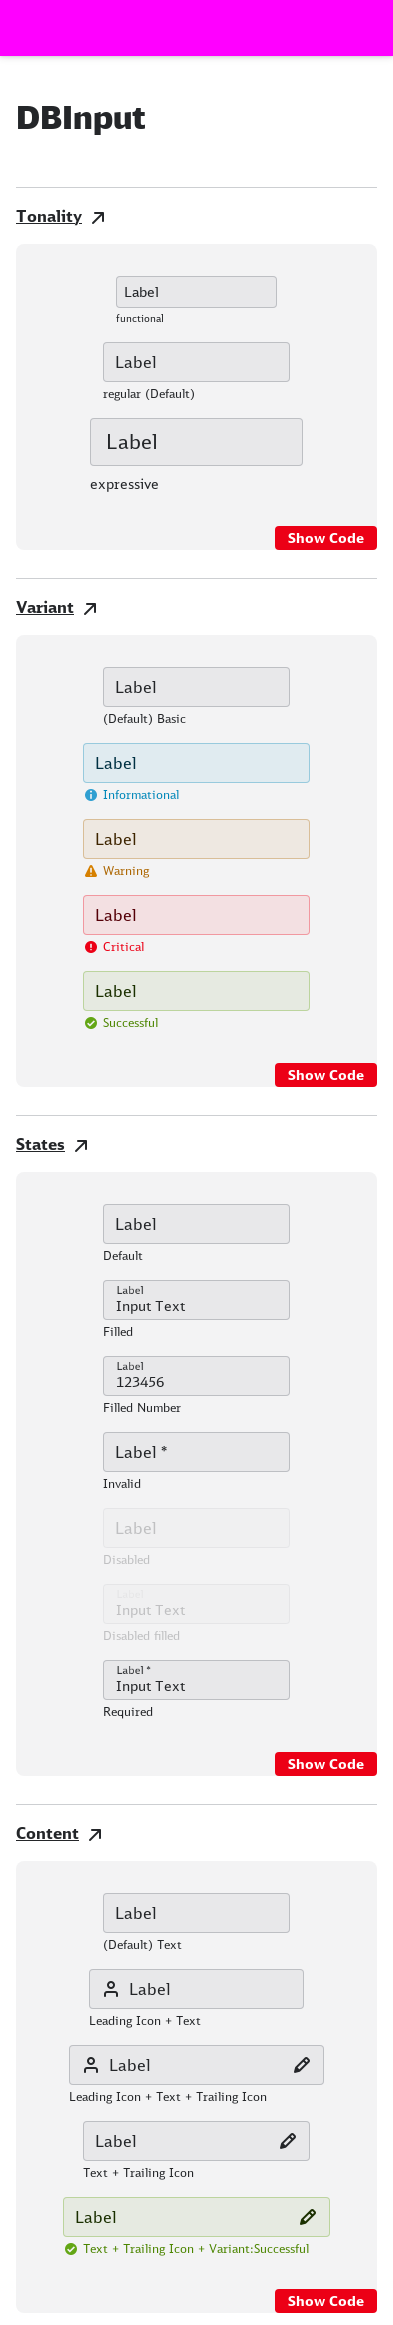 DBInput
Tonality
Label
functional
Label
regular (Default)
Label
expressive
Show Code
Variant
Label
(Default) Basic
Label
Informational
Label
Warning
Label
Critical
Label
Successful
Show Code
States
Label
Default
Label
Input Text
Filled
Label
123456
Filled Number
Label *
Invalid
Label
Disabled
Label
Input Text
Disabled filled
Label *
Input Text
Required
Show Code
Content
Label
(Default) Text
Label
Leading Icon + Text
Label
Leading Icon + Text + Trailing Icon
Label
Text + Trailing Icon
Label
Text + Trailing Icon + Variant:Successful
Show Code